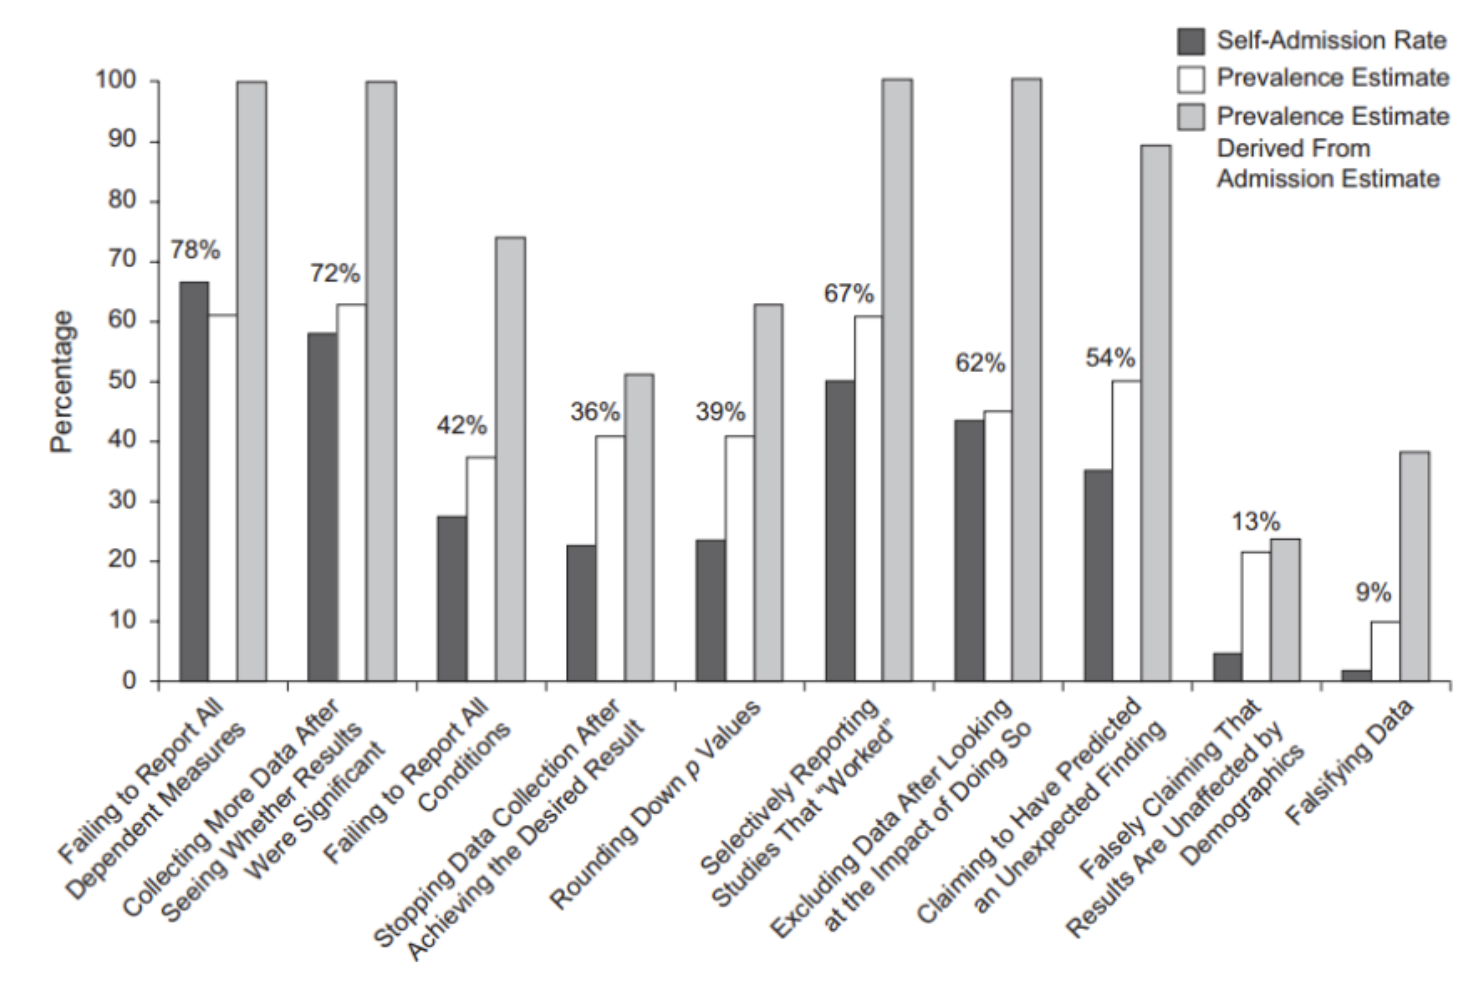 Self-Admission Rate
Prevalence Estimate
Prevalence Estimate
Derived From
Admission Estimate
Percentage
100
90
80
70
60
50
40
30
20
10
0
78%
72%
42%
36%
39%
67%
62%
54%
13%
9%
Failing to Report All
Dependent Measures
Collecting More Data After
Seeing Whether Results
Were Significant
Failing to Report All
Conditions
Stopping Data Collection After
Achieving the Desired Result
Rounding Down p Values
Selectively Reporting
Studies That “Worked”
Excluding Data After Looking
at the Impact of Doing So
Claiming to Have Predicted
an Unexpected Finding
Falsely Claiming That
Results Are Unaffected by
Demographics
Falsifying Data